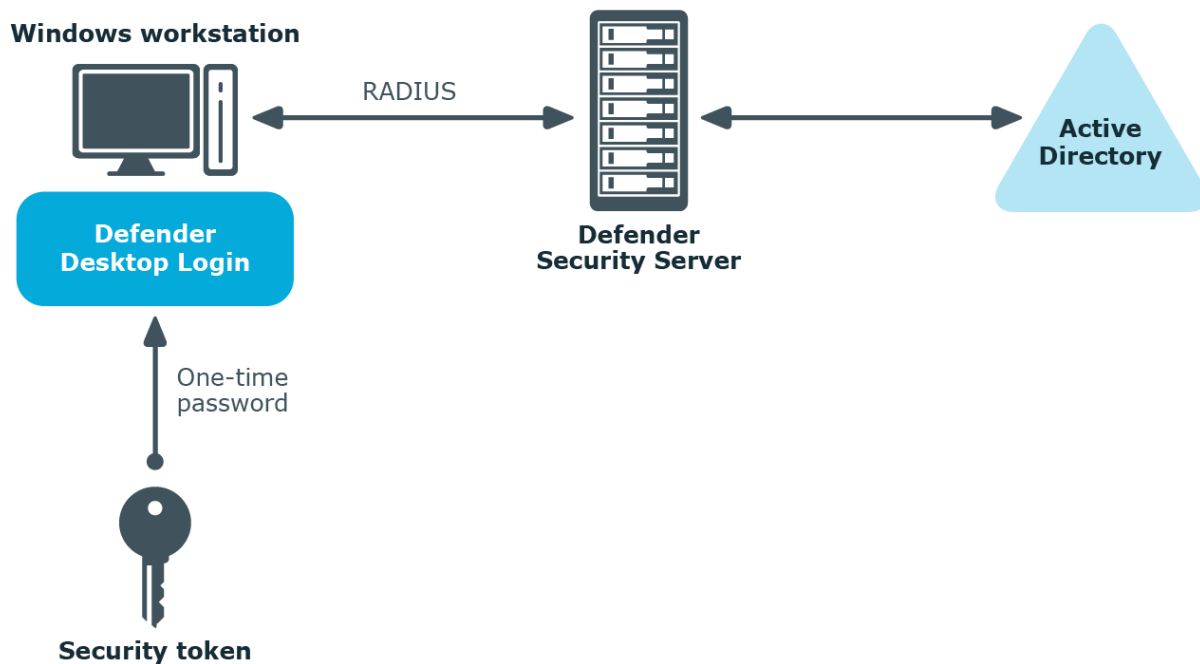 Windows workstation
RADIUS
Active
Directory
Defender
Desktop Login
Defender
Security Server
One-time
password
Security token